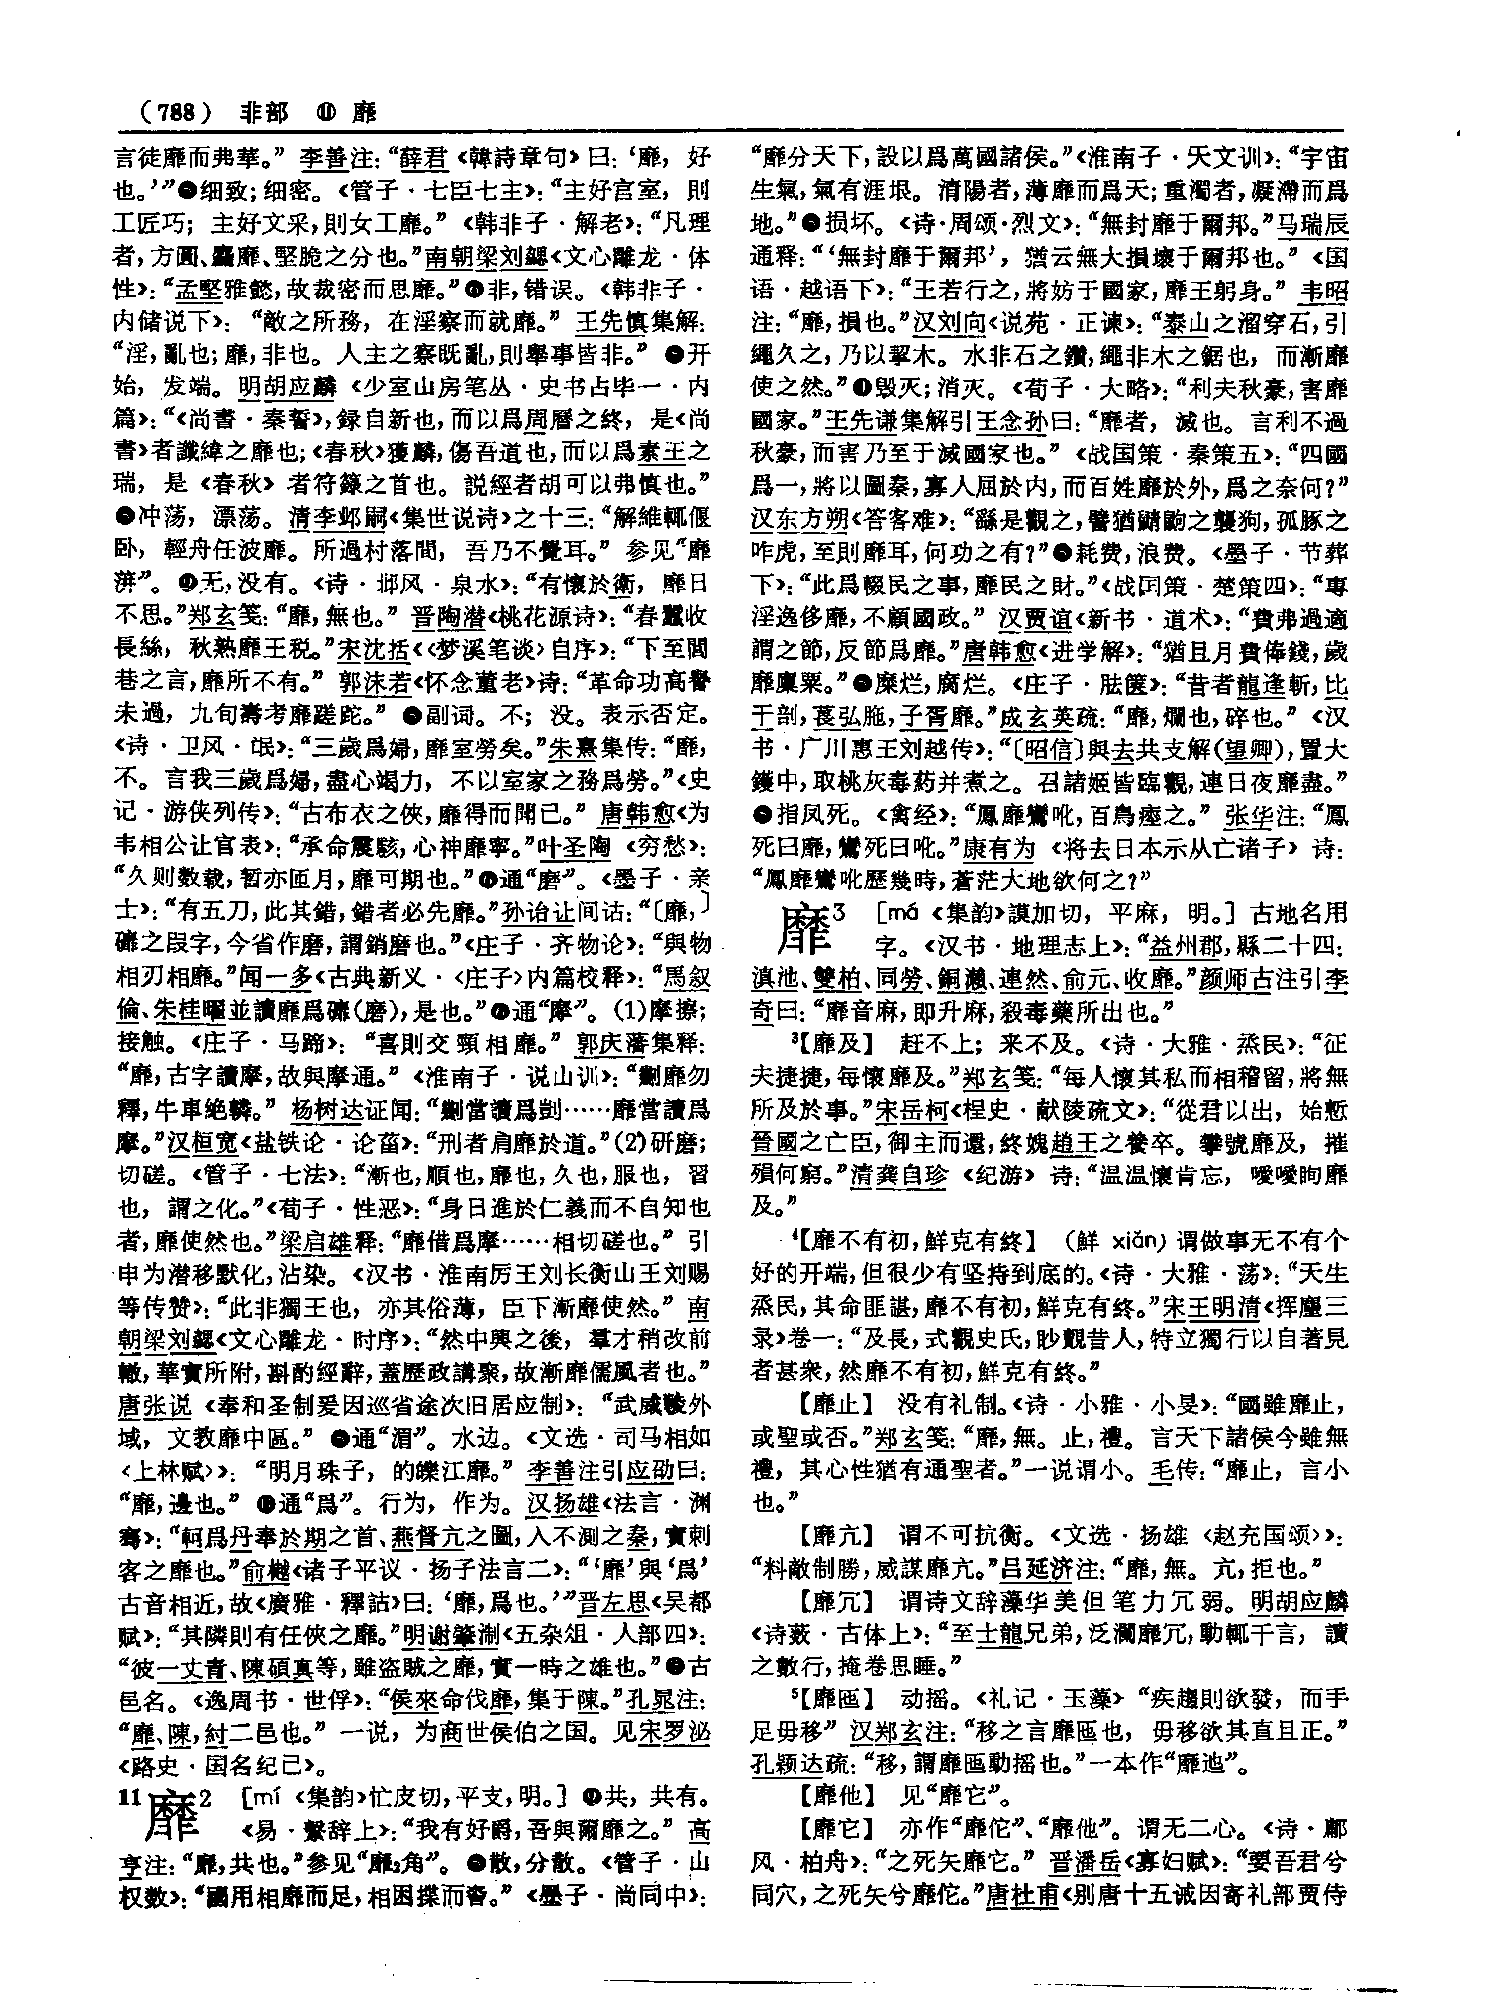 （788） 非部 ⑪ 靡
言徒靡而弗華。”李善注：“薛君《韓詩章句》曰：‘靡，好
也。’”细致；细密。《管子·七臣七主》：“主好宫室，則
工匠巧；主好文采，則女工靡。”《韩非子·解老》：“凡理
者，方圓、麤靡、堅脆之分也。”南朝梁刘勰《文心雕龙·体
性》：“孟堅雅懿，故裁密而思靡。”非，错误。《韩非子·
内储说下》：“敵之所務，在淫察而就靡。”王先慎集解：
“淫，亂也；靡，非也。人主之察既亂，則舉事皆非。”开
始，发端。明胡应麟《少室山房笔丛·史书占毕一·内
篇》：“《尚書·秦誓》，録自新也，而以爲周曆之终，是《尚
書》者讖緯之靡也；《春秋》獲麟，傷吾道也，而以爲素王之
瑞，是《春秋》者符籙之首也。説經者胡可以弗慎也。”
冲荡，漂荡。清李邺嗣《集世说诗》之十三：“解維輒偃
卧，輕舟任波靡。所過村落間，吾乃不覺耳。”参见“靡
漭”。无，没有。《诗·邶风·泉水》：“有懷於衛，靡日
不思。”郑玄笺：“靡，無也。”晋陶潜《桃花源诗》：“春蠶收
長絲，秋熟靡王税。”宋沈括《〈梦溪笔谈〉自序》：“下至閭
巷之言，靡所不有。”郭沫若《怀念董老》诗：“革命功高譽
未過，九旬壽考靡蹉跎。”副词。不；没。表示否定。
《诗·卫风·氓》：“三歲爲婦，靡室勞矣。”朱熹集传：“靡，
不。言我三歲爲婦，盡心竭力，不以室家之務爲勞。”《史
记·游侠列传》：“古布衣之俠，靡得而聞已。”唐韩愈《为
韦相公让官表》：“承命震駭，心神靡寧。”叶圣陶《穷愁》：
“久则数载，暂亦匝月，靡可期也。”通“磨”。《墨子·亲
士》：“有五刀，此其錯，錯者必先靡。”孙诒让间诂：“〔靡，〕
䃺之叚字，今省作磨，謂銷磨也。”《庄子·齐物论》：“與物
相刃相靡。”闻一多《古典新义·〈庄子〉内篇校释》：“馬叙
倫、朱桂曜並讀靡爲䃺（磨），是也。”通“摩”。(1)摩擦；
接触。《庄子·马蹄》：“喜則交頸相靡。”郭庆藩集释：
“靡，古字讀摩，故與摩通。”《淮南子·说山训》：“劗靡勿
釋，牛車絶轔。”杨树达证闻：“劗當讀爲剴……靡當讀爲
摩。”汉桓宽《盐铁论·论菑》：“刑者肩靡於道。”(2)研磨；
切磋。《管子·七法》：“漸也，順也，靡也，久也，服也，習
也，謂之化。”《荀子·性恶》：“身日進於仁義而不自知也
者，靡使然也。”梁启雄释：“靡借爲摩……相切磋也。”引
申为潜移默化，沾染。《汉书·淮南厉王刘长衡山王刘赐
等传赞》：“此非獨王也，亦其俗薄，臣下漸靡使然。”南
朝梁刘勰《文心雕龙·时序》：“然中興之後，羣才稍改前
轍，華實所附，斟酌經辭，蓋歷政講聚，故漸靡儒風者也。”
唐张说《奉和圣制爰因巡省途次旧居应制》：“武威棱外
域，文教靡中區。”通“湄”。水边。《文选·司马相如
〈上林赋〉》：“明月珠子，的皪江靡。”李善注引应劭曰：
“靡，邊也。”通“爲”。行为，作为。汉扬雄《法言·渊
骞》：“軻爲丹奉於期之首、燕督亢之圖，入不測之秦，實刺
客之靡也。”俞樾《诸子平议·扬子法言二》：“‘靡’與‘爲’
古音相近，故《廣雅·釋詁》曰：‘靡，爲也。’”晋左思《吴都
赋》：“其隣則有任俠之靡。”明谢肇淛《五杂俎·人部四》：
“彼一丈青、陳碩真等，雖盗賊之靡，實一時之雄也。”古
邑名。《逸周书·世俘》：“侯來命伐靡，集于陳。”孔晁注：
“靡、陳，紂二邑也。”一说，为商世侯伯之国。见宋罗泌
《路史·国名纪己》。
11靡2 ［mí《集韵》忙皮切，平支，明。］共，共有。
《易·繫辞上》：“我有好爵，吾與爾靡之。”高
亨注：“靡，共也。”参见“靡₂角”。散，分散。《管子·山
权数》：“國用相靡而足，相困揲而㗬。”《墨子·尚同中》：
“靡分天下，設以爲萬國諸侯。”《淮南子·天文训》：“宇宙
生氣，氣有涯垠。清陽者，薄靡而爲天；重濁者，凝滯而爲
地。”损坏。《诗·周颂·烈文》：“無封靡于爾邦。”马瑞辰
通释：“‘無封靡于爾邦’，猶云無大損壞于爾邦也。”《国
语·越语下》：“王若行之，將妨于國家，靡王躬身。”韦昭
注：“靡，損也。”汉刘向《说苑·正谏》：“泰山之溜穿石，引
繩久之，乃以挈木。水非石之鑽，繩非木之鋸也，而漸靡
使之然。”毁灭；消灭。《荀子·大略》：“利夫秋豪，害靡
國家。”王先谦集解引王念孙曰：“靡者，滅也。言利不過
秋豪，而害乃至于滅國家也。”《战国策·秦策五》：“四國
爲一，將以圖秦，寡人屈於内，而百姓靡於外，爲之奈何？”
汉东方朔《答客难》：“繇是觀之，譬猶鼱鼩之襲狗，孤豚之
咋虎，至則靡耳，何功之有？”耗费，浪费。《墨子·节葬
下》：“此爲輟民之事，靡民之財。”《战国策·楚策四》：“專
淫逸侈靡，不顧國政。”汉贾谊《新书·道术》：“費弗過適
謂之節，反節爲靡。”唐韩愈《进学解》：“猶且月費俸錢，歲
靡廩粟。”糜烂，腐烂。《庄子·胠箧》：“昔者龍逢斬，比
干剖，萇弘胣，子胥靡。”成玄英疏：“靡，爛也，碎也。”《汉
书·广川惠王刘越传》：“〔昭信〕與去共支解（望卿），置大
鑊中，取桃灰毒葯并煮之。召諸姬皆臨觀，連日夜靡盡。”
指凤死。《禽经》：“鳳靡鸞吪，百鳥瘞之。”张华注：“鳳
死曰靡，鸞死曰吪。”康有为《将去日本示从亡诸子》诗：
“鳳靡鸞吪歷幾時，蒼茫大地欲何之？”
靡3 ［má《集韵》謨加切，平麻，明。］古地名用
字。《汉书·地理志上》：“益州郡，縣二十四：
滇池、雙柏、同勞、銅瀨、連然、俞元、收靡。”颜师古注引李
奇曰：“靡音麻，即升麻，殺毒藥所出也。”
³【靡及】 赶不上；来不及。《诗·大雅·烝民》：“征
夫捷捷，每懷靡及。”郑玄笺：“每人懷其私而相稽留，將無
所及於事。”宋岳柯《桯史·献陵疏文》：“從君以出，始慙
晉國之亡臣，御主而還，終媿趙王之養卒。攀號靡及，摧
殞何窮。”清龚自珍《纪游》诗：“温温懷肯忘，曖曖眴靡
及。”
⁴【靡不有初，鮮克有終】 （鮮 xiǎn）谓做事无不有个
好的开端，但很少有坚持到底的。《诗·大雅·荡》：“天生
烝民，其命匪諶，靡不有初，鮮克有終。”宋王明清《挥麈三
录》卷一：“及長，式觀史氏，眇覿昔人，特立獨行以自著見
者甚衆，然靡不有初，鮮克有終。”
【靡止】 没有礼制。《诗·小雅·小旻》：“國雖靡止，
或聖或否。”郑玄笺：“靡，無。止，禮。言天下諸侯今雖無
禮，其心性猶有通聖者。”一说谓小。毛传：“靡止，言小
也。”
【靡亢】 谓不可抗衡。《文选·扬雄〈赵充国颂〉》：
“料敵制勝，威謀靡亢。”吕延济注：“靡，無。亢，拒也。”
【靡冗】 谓诗文辞藻华美但笔力冗弱。明胡应麟
《诗薮·古体上》：“至士龍兄弟，泛瀾靡冗，動輒千言，讀
之數行，掩卷思睡。”
⁵【靡匜】 动摇。《礼记·玉藻》“疾趨則欲發，而手
足毋移”汉郑玄注：“移之言靡匜也，毋移欲其直且正。”
孔颖达疏：“移，謂靡匜動摇也。”一本作“靡迆”。
【靡他】 见“靡它”。
【靡它】 亦作“靡佗”、“靡他”。谓无二心。《诗·鄘
风·柏舟》：“之死矢靡它。”晋潘岳《寡妇赋》：“要吾君兮
同穴，之死矢兮靡佗。”唐杜甫《别唐十五诫因寄礼部贾侍